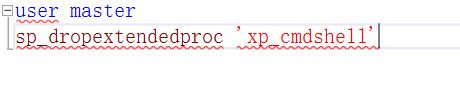 user master
sp_dropextendedproc 'xp_cmdshell'